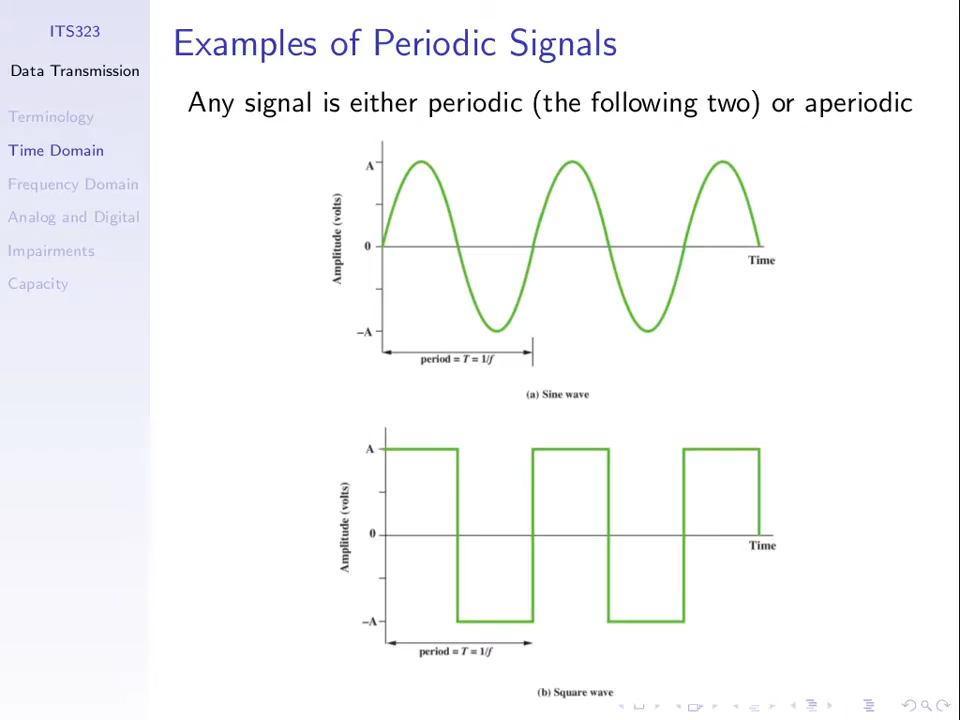 ITS323
Data Transmission
Terminology
Time Domain
Frequency Domain
Analog and Digital
Impairments
Capacity
Examples of Periodic Signals
Any signal is either periodic (the following two) or aperiodic
A
Amplitude (volts)
0
Time
–A
period = T = 1/f
(a) Sine wave
A
Amplitude (volts)
0
Time
–A
period = T = 1/f
(b) Square wave